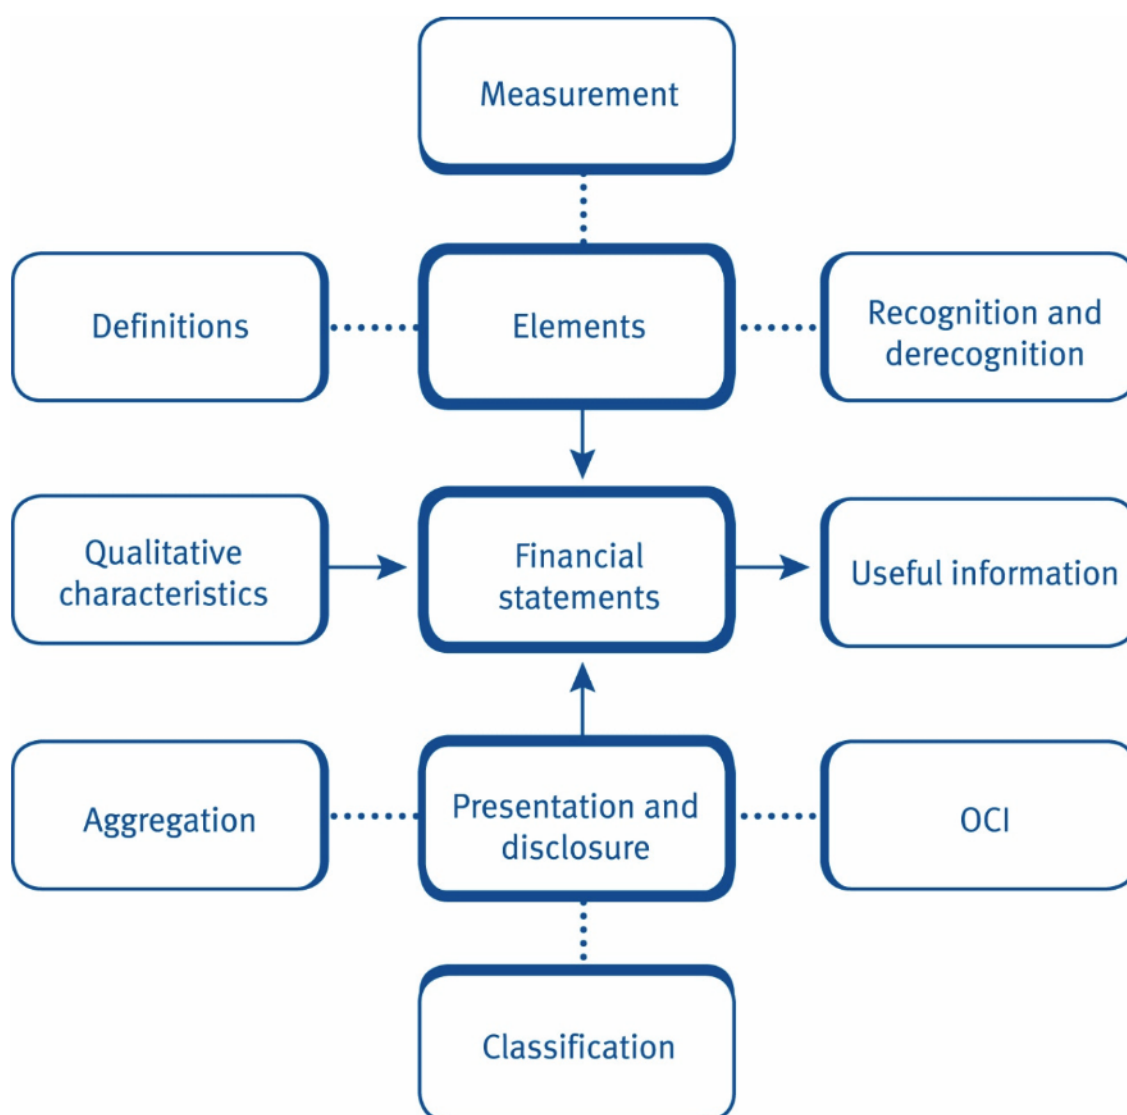 Measurement
Definitions
Elements
Recognition and
derecognition
Qualitative
characteristics
Financial
statements
Useful information
Aggregation
Presentation and
disclosure
OCI
Classification